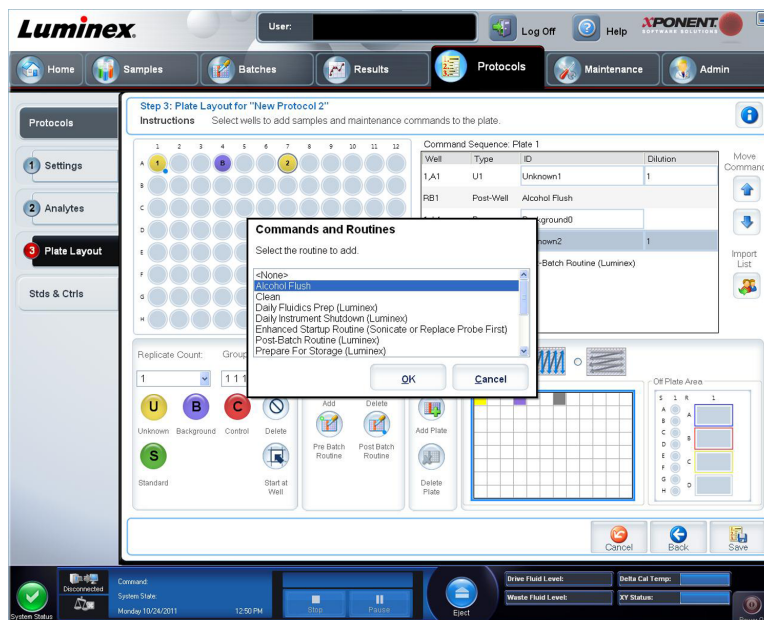 Luminex.
User:
Log Off
Help
XPONENT
SOFTWARE SOLUTIONS
Home
Samples
Batches
Results
Protocols
Maintenance
Admin
Protocols
1 Settings
2 Analytes
3 Plate Layout
Stds & Ctrls
Step 3: Plate Layout for "New Protocol 2"
Instructions Select wells to add samples and maintenance commands to the plate.
1 2 3 4 5 6 7 8 9 10 11 12
A 1 B 2
B
C
D
E
F
G
H
Command Sequence: Plate 1
Well Type ID Dilution
1,A1 U1 Unknown1 1
RB1 Post-Well Alcohol Flush
kground0
nown2 1
-Batch Routine (Luminex)
Move
Command
Import
List
Commands and Routines
Select the routine to add.
<None>
Alcohol Flush
Clean
Daily Fluidics Prep (Luminex)
Daily Instrument Shutdown (Luminex)
Enhanced Startup Routine (Sonicate or Replace Probe First)
Post-Batch Routine (Luminex)
Prepare For Storage (Luminex)
OK
Cancel
Replicate Count: Group
1
1 1 1
U B C
Unknown Background Control Delete
S
Standard
Start at
Well
Add Delete
Pre Batch
Routine
Post Batch
Routine
Add Plate
Delete
Plate
Off Plate Area
S 1 R 1
A
B
C
D
E
F
G
H
A
B
C
D
Cancel
Back
Save
System Status
Disconnected
Command:
System State:
Monday 10/24/2011 12:50 PM
Stop
Pause
Eject
Drive Fluid Level:
Waste Fluid Level:
Delta Cal Temp:
XY Status: